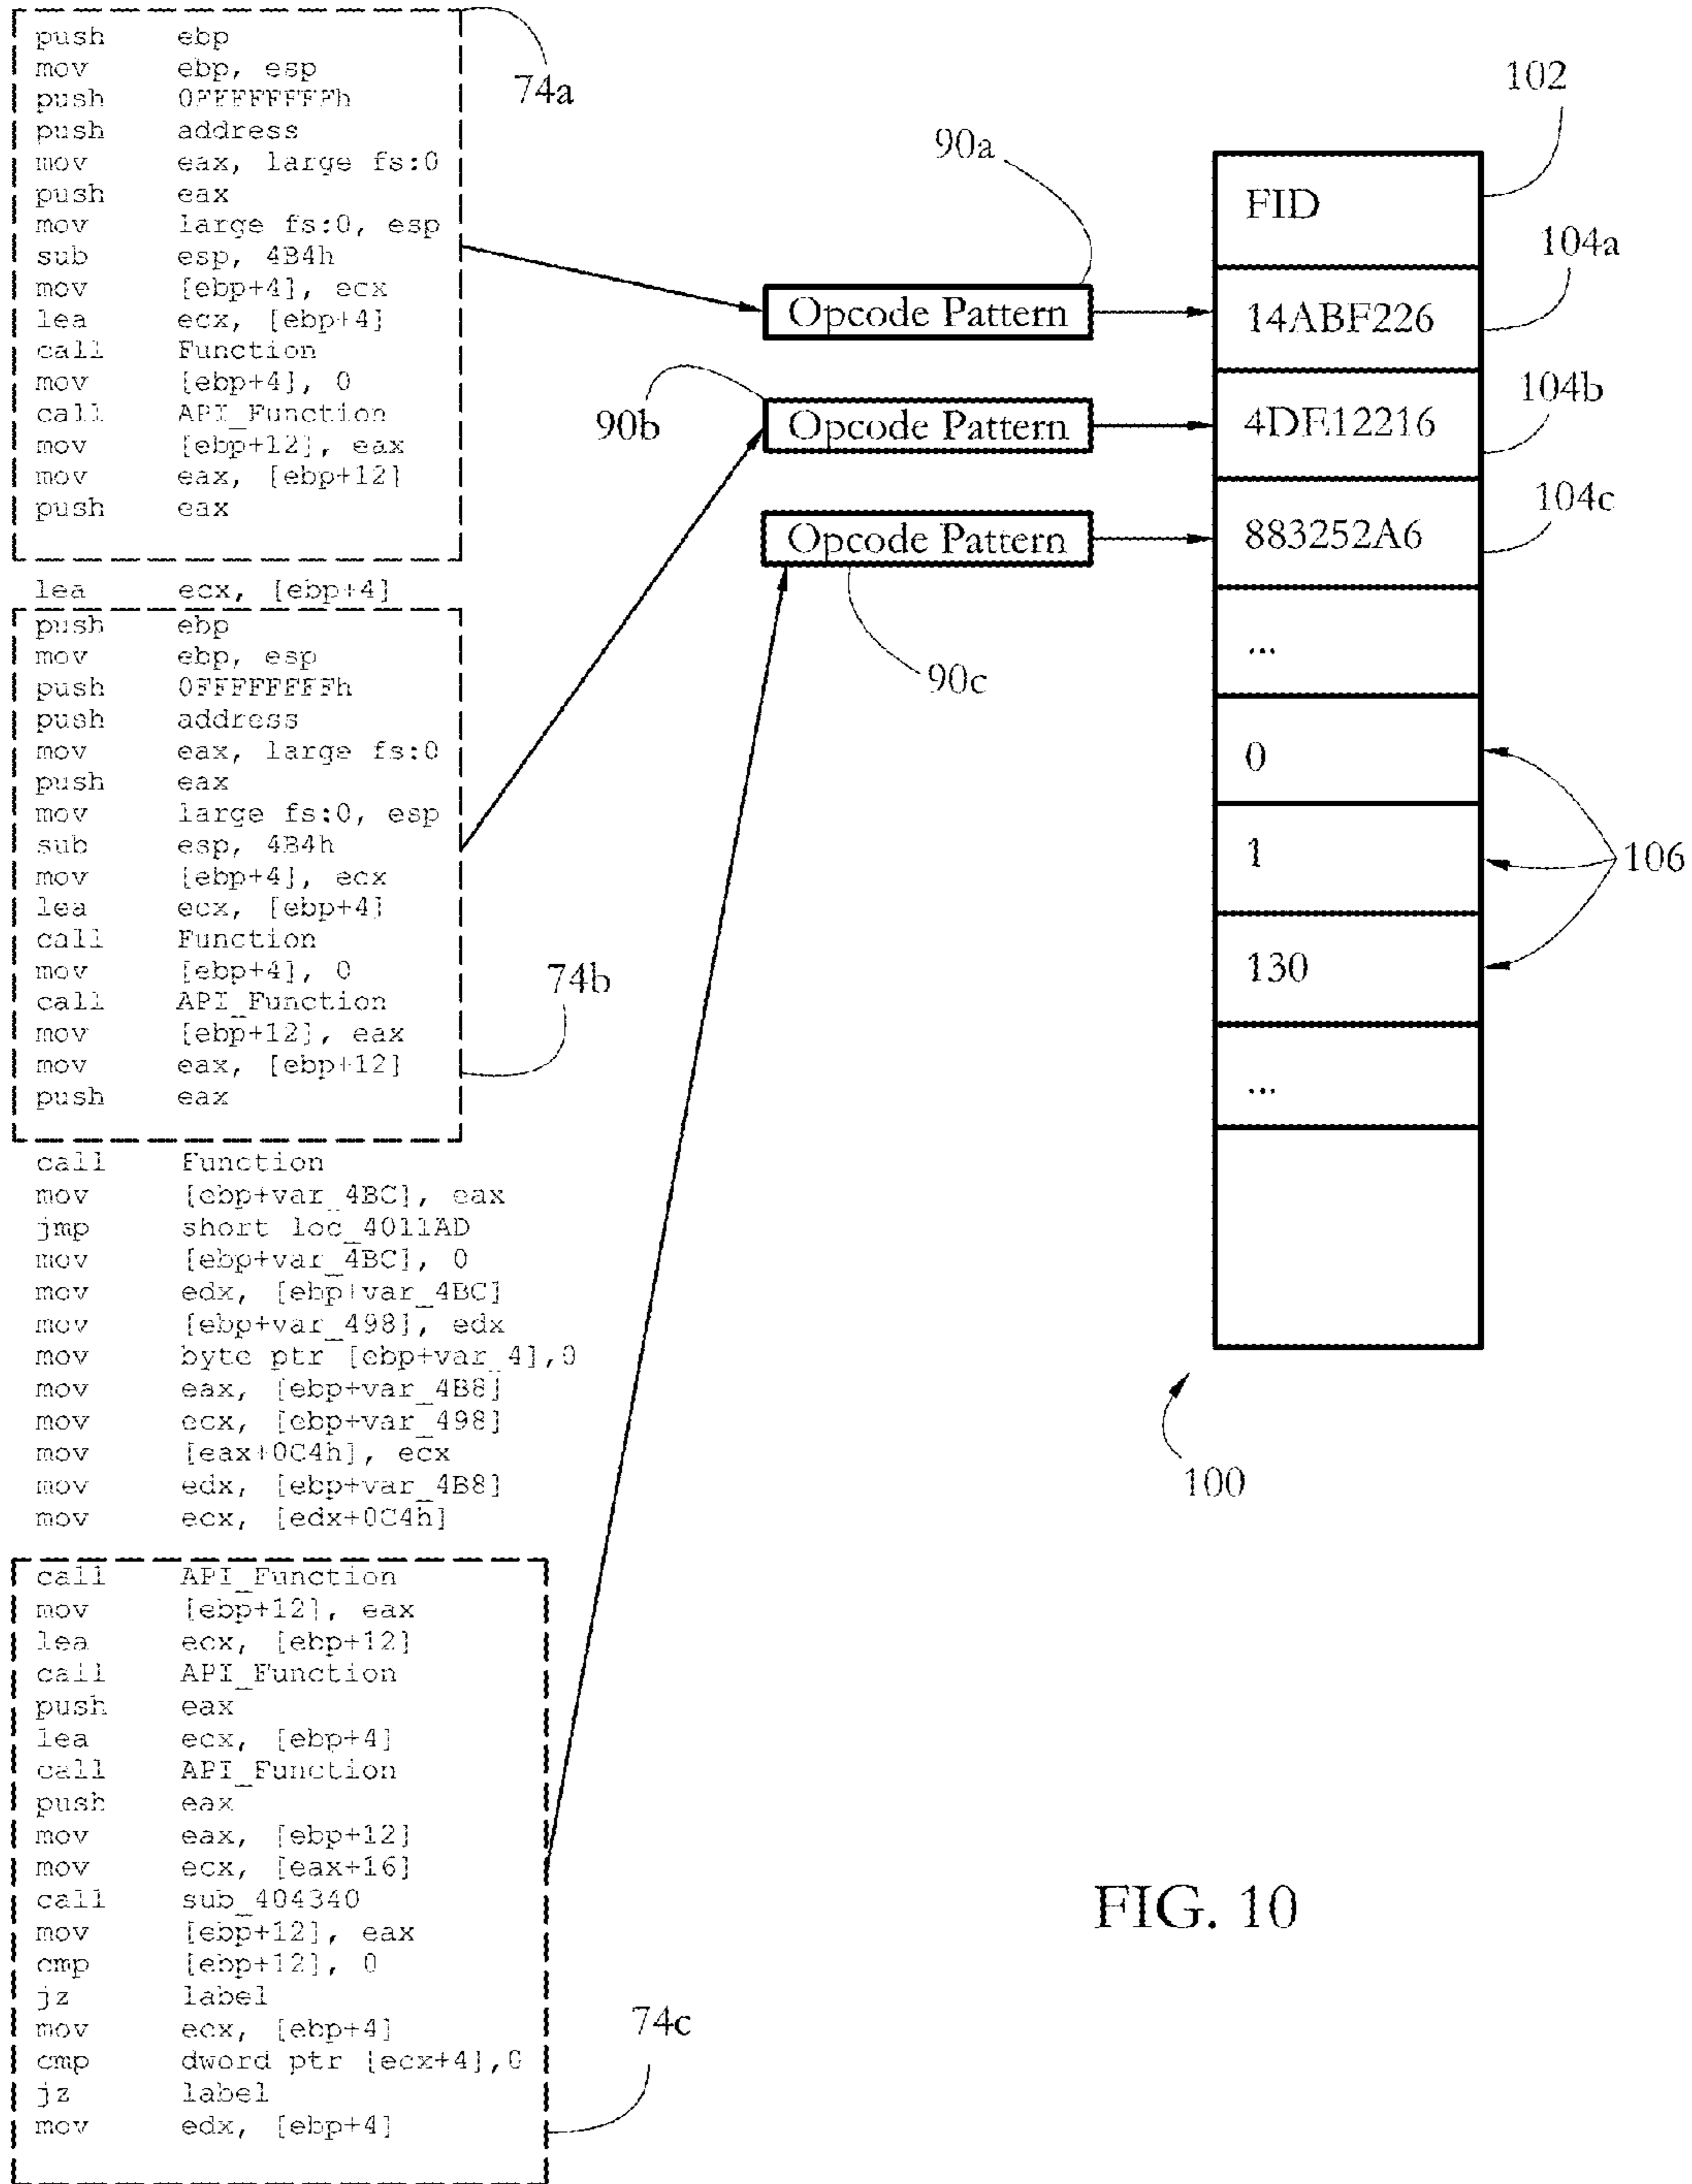 push ebp
mov ebp, esp
push 0FFFFFFFFh
push address
mov eax, large fs:0
push eax
mov large fs:0, esp
sub esp, 4B4h
mov [ebp+4], ecx
lea ecx, [ebp+4]
call Function
mov [ebp+4], 0
call API_Function
mov [ebp+12], eax
mov eax, [ebp+12]
push eax
74a
lea ecx, [ebp+4]
push ebp
mov ebp, esp
push 0FFFFFFFFh
push address
mov eax, large fs:0
push eax
mov large fs:0, esp
sub esp, 4B4h
mov [ebp+4], ecx
lea ecx, [ebp+4]
call Function
mov [ebp+4], 0
call API_Function
mov [ebp+12], eax
mov eax, [ebp+12]
push eax
74b
call Function
mov [ebp+var_4BC], eax
jmp short loc_4011AD
mov [ebp+var_4BC], 0
mov edx, [ebp+var_4BC]
mov [ebp+var_498], edx
mov byte ptr [ebp+var_4],0
mov eax, [ebp+var_4B8]
mov ecx, [ebp+var_498]
mov [eax+0C4h], ecx
mov edx, [ebp+var_4B8]
mov ecx, [edx+0C4h]
call API_Function
mov [ebp+12], eax
lea ecx, [ebp+12]
call API_Function
push eax
lea ecx, [ebp+4]
call API_Function
push eax
mov eax, [ebp+12]
mov ecx, [eax+16]
call sub_404340
mov [ebp+12], eax
cmp [ebp+12], 0
jz label
mov ecx, [ebp+4]
cmp dword ptr [ecx+4],0
jz label
mov edx, [ebp+4]
74c
90a
Opcode Pattern
90b
Opcode Pattern
Opcode Pattern
90c
102
FID
104a
14ABF226
104b
4DE12216
104c
883252A6
...
0
1
106
130
...
100
FIG. 10